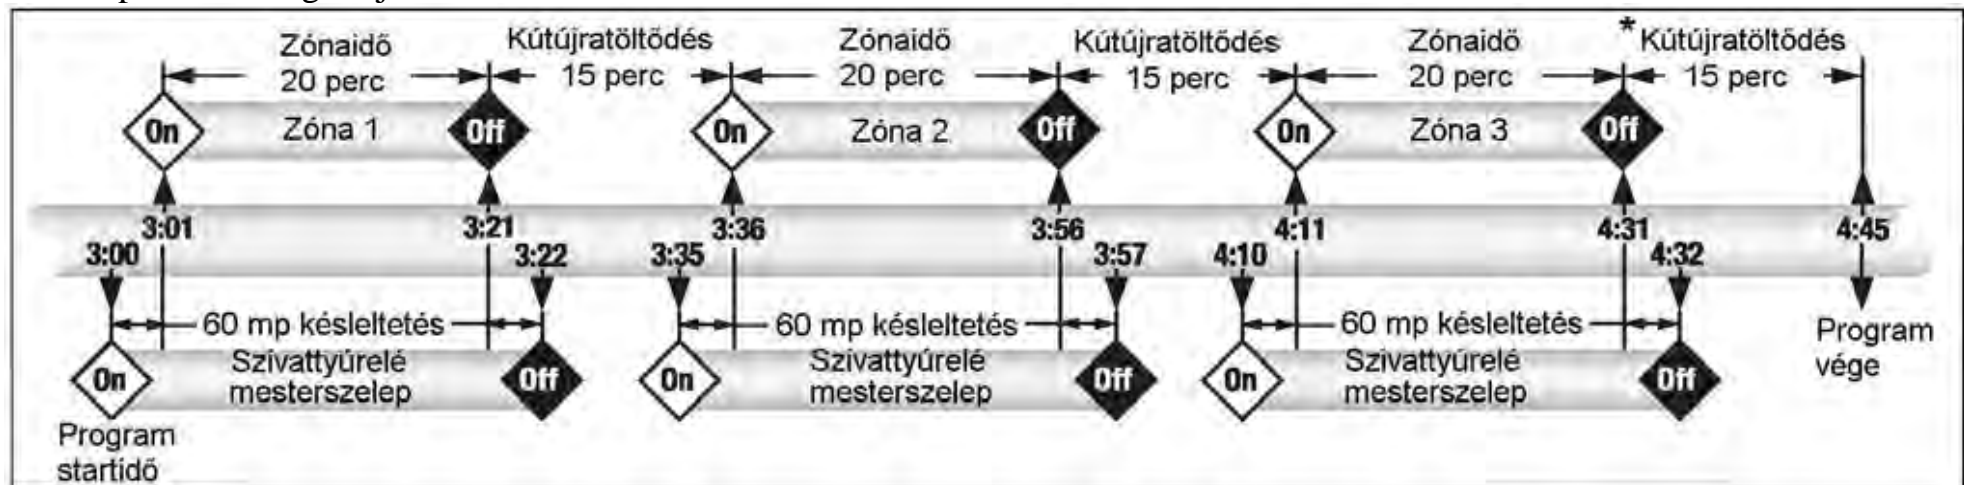 Zónaidő Kútújratöltődés Zónaidő Kútújratöltődés Zónaidő *Kútújratöltődés
20 perc 15 perc 20 perc 15 perc 20 perc 15 perc
On Zóna 1 Off On Zóna 2 Off On Zóna 3 Off
3:01 3:21 3:36 3:56 4:11 4:31 4:45
3:00 3:22 3:35 3:57 4:10 4:32
60 mp késleltetés 60 mp késleltetés 60 mp késleltetés Program
vége
On Szivattyúrelé Off On Szivattyúrelé Off On Szivattyúrelé Off
mesterszelep mesterszelep mesterszelep
Program
startidő